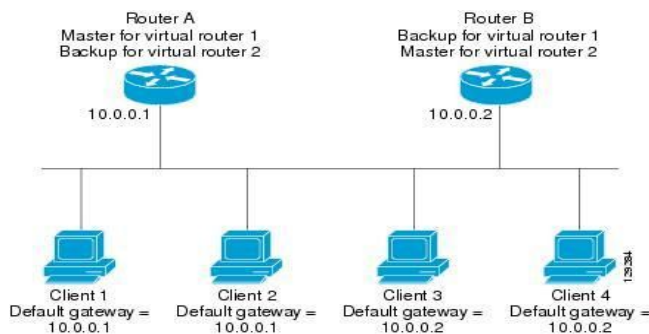 Router A
Master for virtual router 1
Backup for virtual router 2
Router B
Backup for virtual router 1
Master for virtual router 2
10.0.0.1
10.0.0.2
Client 1
Default gateway =
10.0.0.1
Client 2
Default gateway =
10.0.0.1
Client 3
Default gateway =
10.0.0.2
Client 4
Default gateway =
10.0.0.2
129284